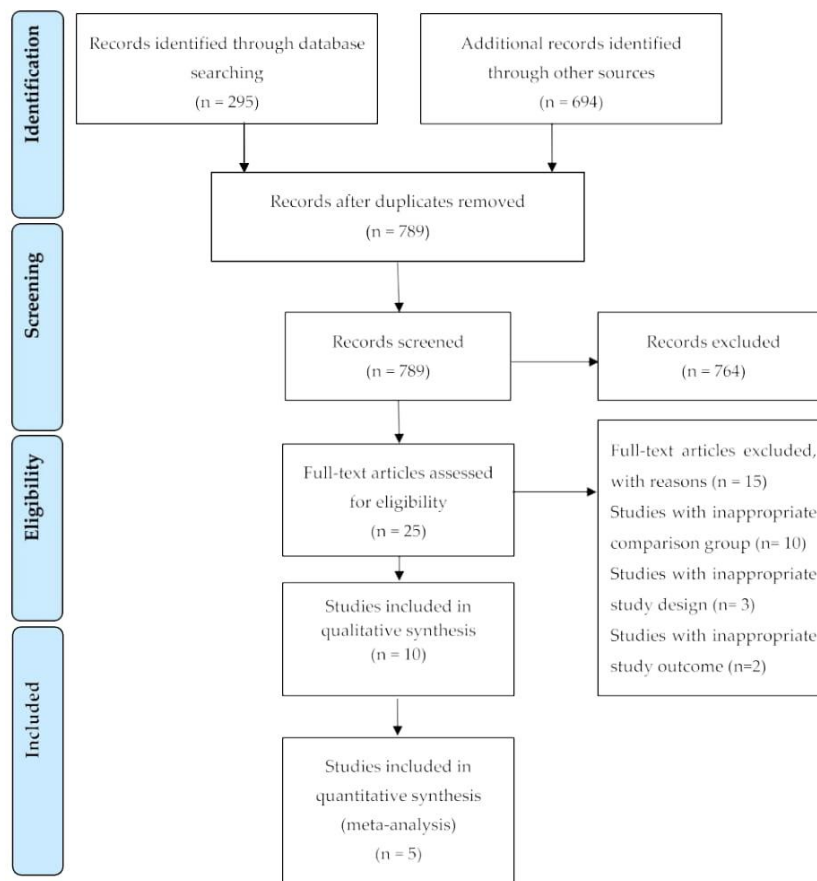 Identification
Records identified through database
searching
(n = 295)
Additional records identified
through other sources
(n = 694)
Records after duplicates removed
(n = 789)
Screening
Records screened
(n = 789)
Records excluded
(n = 764)
Eligibility
Full-text articles assessed
for eligibility
(n = 25)
Full-text articles excluded,
with reasons (n = 15)
Studies with inappropriate
comparison group (n= 10)
Studies with inappropriate
study design (n= 3)
Studies with inappropriate
study outcome (n=2)
Studies included in
qualitative synthesis
(n = 10)
Included
Studies included in
quantitative synthesis
(meta-analysis)
(n = 5)